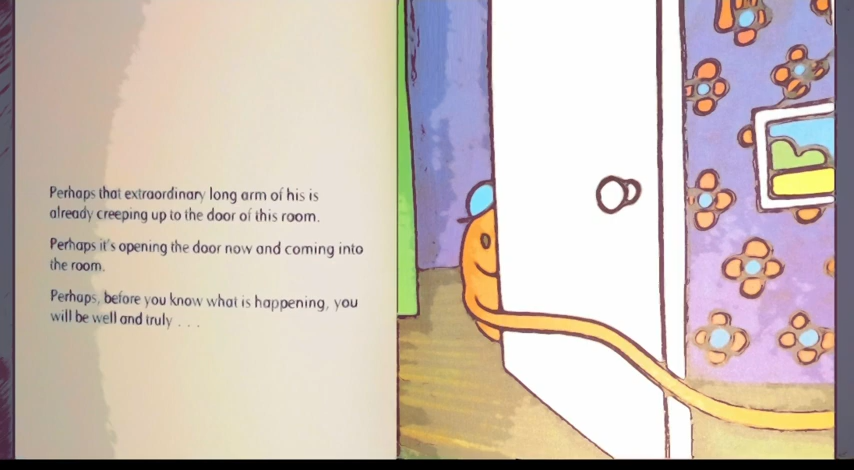 Perhaps that extraordinary long arm of his is
already creeping up to the door of this room.
Perhaps it's opening the door now and coming into
the room.
Perhaps, before you know what is happening, you
will be well and truly . . .